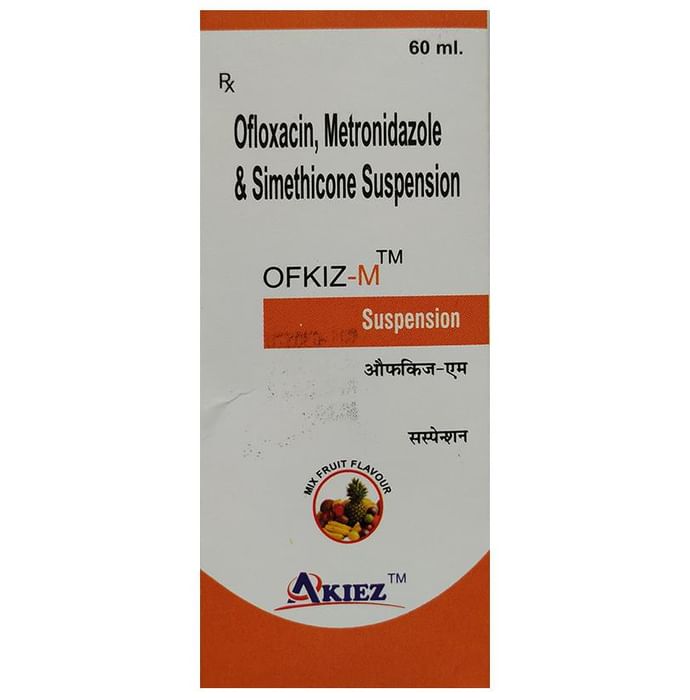 60 ml.
Rx
Ofloxacin, Metronidazole
& Simethicone Suspension
OFKIZ-M™
Suspension
औफकिज-एम
सस्पेन्शन
MIX FRUIT FLAVOUR
AKIEZ™